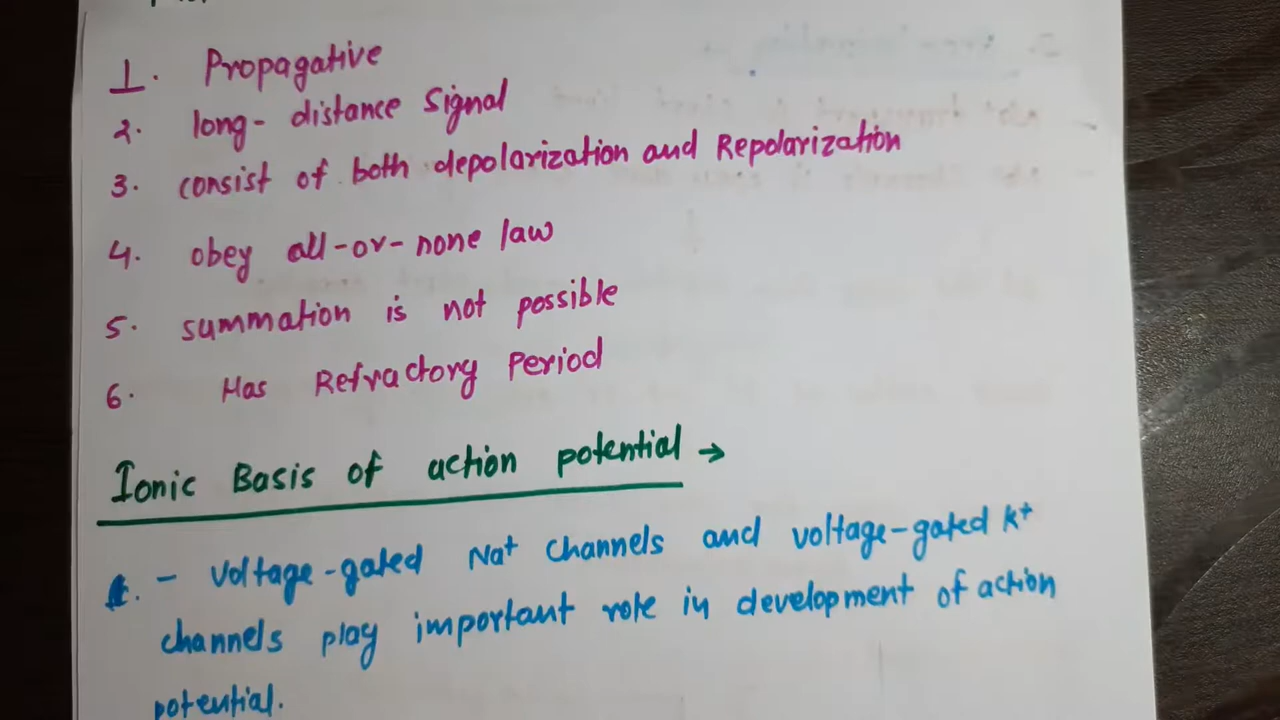 1. Propagative
2. long-distance signal
3. consist of both depolarization and Repolarization
4. obey all-or-none law
5. summation is not possible
6. Has Refractory Period
Ionic Basis of action potential →
- Voltage-gated Na⁺ channels and voltage-gated K⁺
channels play important role in development of action
potential.